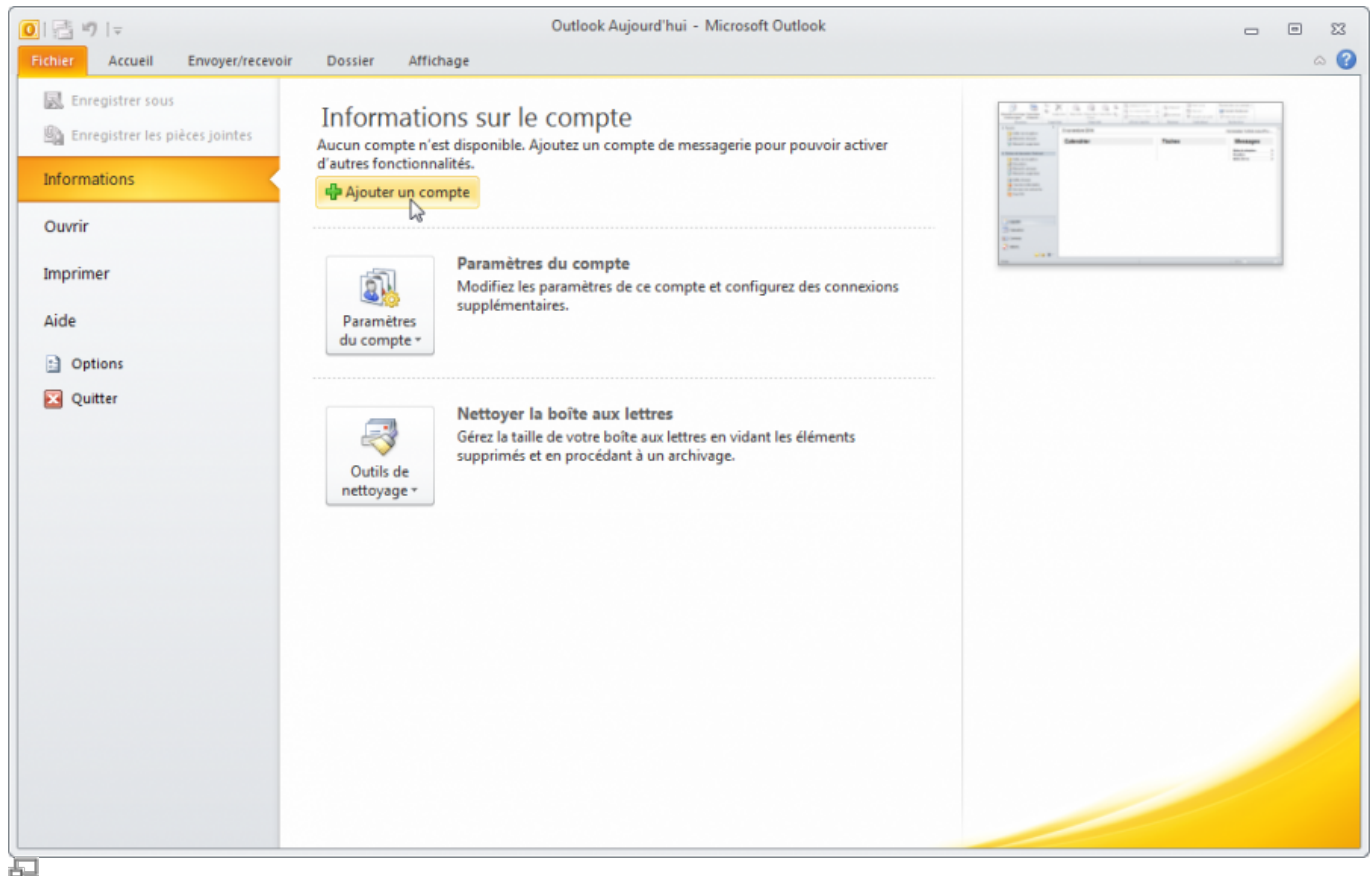 Outlook Aujourd'hui - Microsoft Outlook
Fichier Accueil Envoyer/recevoir Dossier Affichage
Enregistrer sous
Enregistrer les pièces jointes
Informations
Ouvrir
Imprimer
Aide
Options
Quitter
Informations sur le compte
Aucun compte n'est disponible. Ajoutez un compte de messagerie pour pouvoir activer
d'autres fonctionnalités.
Ajouter un compte
Paramètres
du compte
Paramètres du compte
Modifiez les paramètres de ce compte et configurez des connexions
supplémentaires.
Outils de
nettoyage
Nettoyer la boîte aux lettres
Gérez la taille de votre boîte aux lettres en vidant les éléments
supprimés et en procédant à un archivage.
Calendrier Tâches Messages